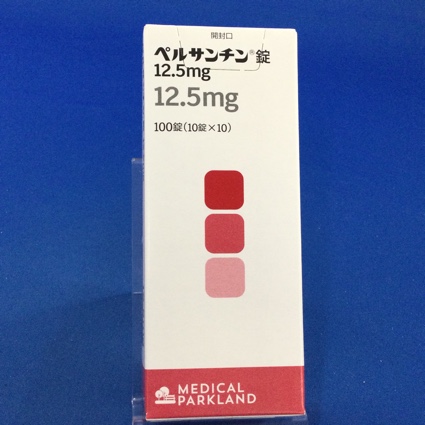 開封口
ペルサンチン®錠
12.5mg
12.5mg
100錠(10錠×10)
MEDICAL
PARKLAND